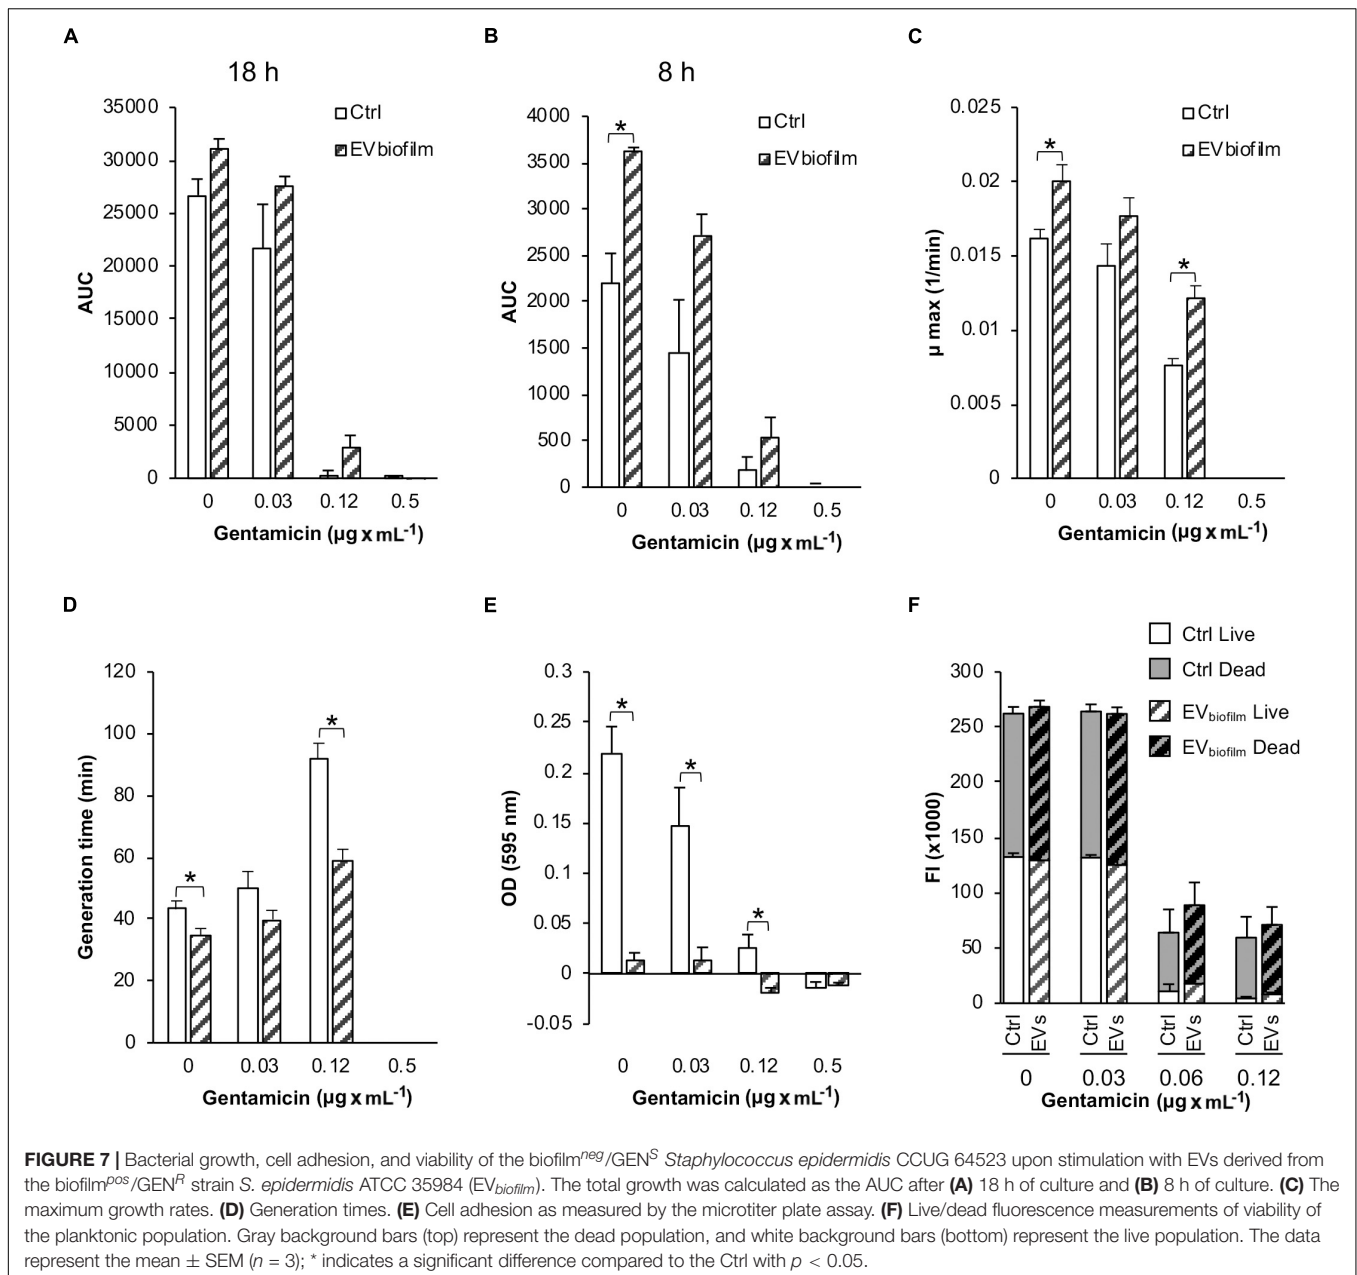 A
18 h
35000
30000
25000
20000
15000
10000
5000
0
AUC
Ctrl
EVbiofilm
0 0.03 0.12 0.5
Gentamicin (µg x mL-1)
B
8 h
4000
3500
3000
2500
2000
1500
1000
500
0
AUC
Ctrl
EVbiofilm
*
0 0.03 0.12 0.5
Gentamicin (µg x mL-1)
C
0.025
0.02
0.015
0.01
0.005
0
µ max (1/min)
Ctrl
EVbiofilm
*
*
0 0.03 0.12 0.5
Gentamicin (µg x mL-1)
D
120
100
80
60
40
20
0
Generation time (min)
*
*
0 0.03 0.12 0.5
Gentamicin (µg x mL-1)
E
0.3
0.25
0.2
0.15
0.1
0.05
0
-0.05
OD (595 nm)
*
*
*
0 0.03 0.12 0.5
Gentamicin (µg x mL-1)
F
Ctrl Live
Ctrl Dead
EVbiofilm Live
EVbiofilm Dead
300
250
200
150
100
50
0
FI (x1000)
Ctrl EVs Ctrl EVs Ctrl EVs Ctrl EVs
0 0.03 0.06 0.12
Gentamicin (µg x mL-1)
FIGURE 7 | Bacterial growth, cell adhesion, and viability of the biofilmneg/GENS Staphylococcus epidermidis CCUG 64523 upon stimulation with EVs derived from
the biofilmpos/GENR strain S. epidermidis ATCC 35984 (EVbiofilm). The total growth was calculated as the AUC after (A) 18 h of culture and (B) 8 h of culture. (C) The
maximum growth rates. (D) Generation times. (E) Cell adhesion as measured by the microtiter plate assay. (F) Live/dead fluorescence measurements of viability of
the planktonic population. Gray background bars (top) represent the dead population, and white background bars (bottom) represent the live population. The data
represent the mean ± SEM (n = 3); * indicates a significant difference compared to the Ctrl with p < 0.05.